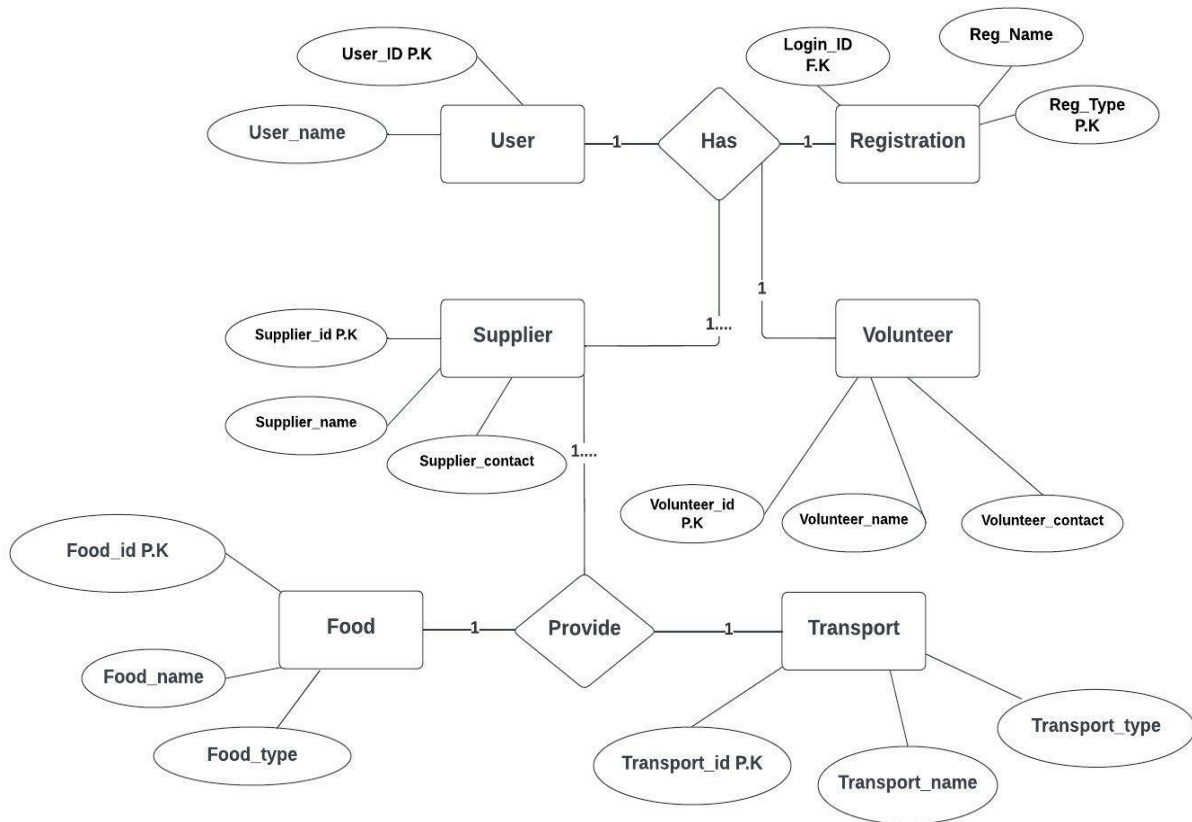 User_ID P.K
Login_ID
F.K
Reg_Name
Reg_Type
P.K
User_name
User
1
Has
1
Registration
1
Supplier_id P.K
Supplier
1....
Volunteer
Supplier_name
Supplier_contact
1....
Volunteer_id
P.K
Volunteer_name
Volunteer_contact
Food_id P.K
Food
1
Provide
1
Transport
Food_name
Food_type
Transport_id P.K
Transport_name
Transport_type